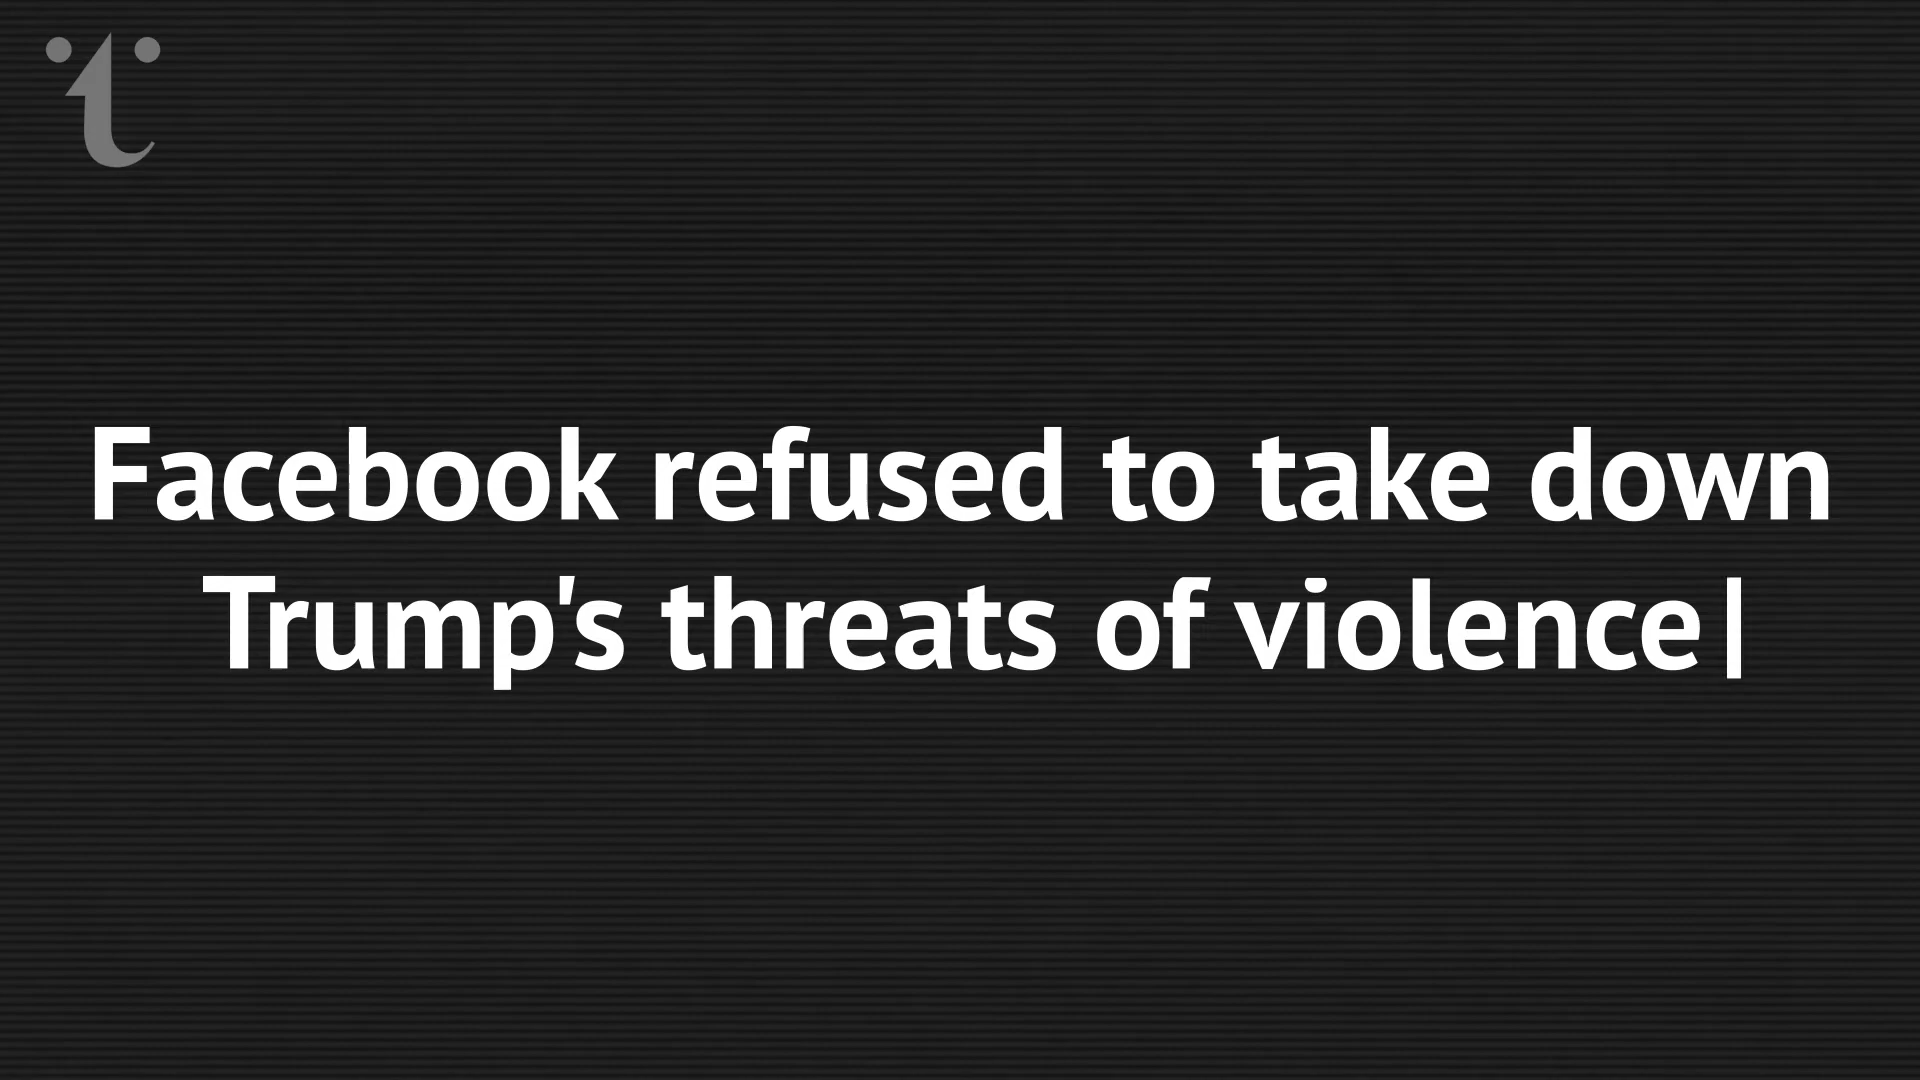 Facebook refused to take down
Trump's threats of violence|